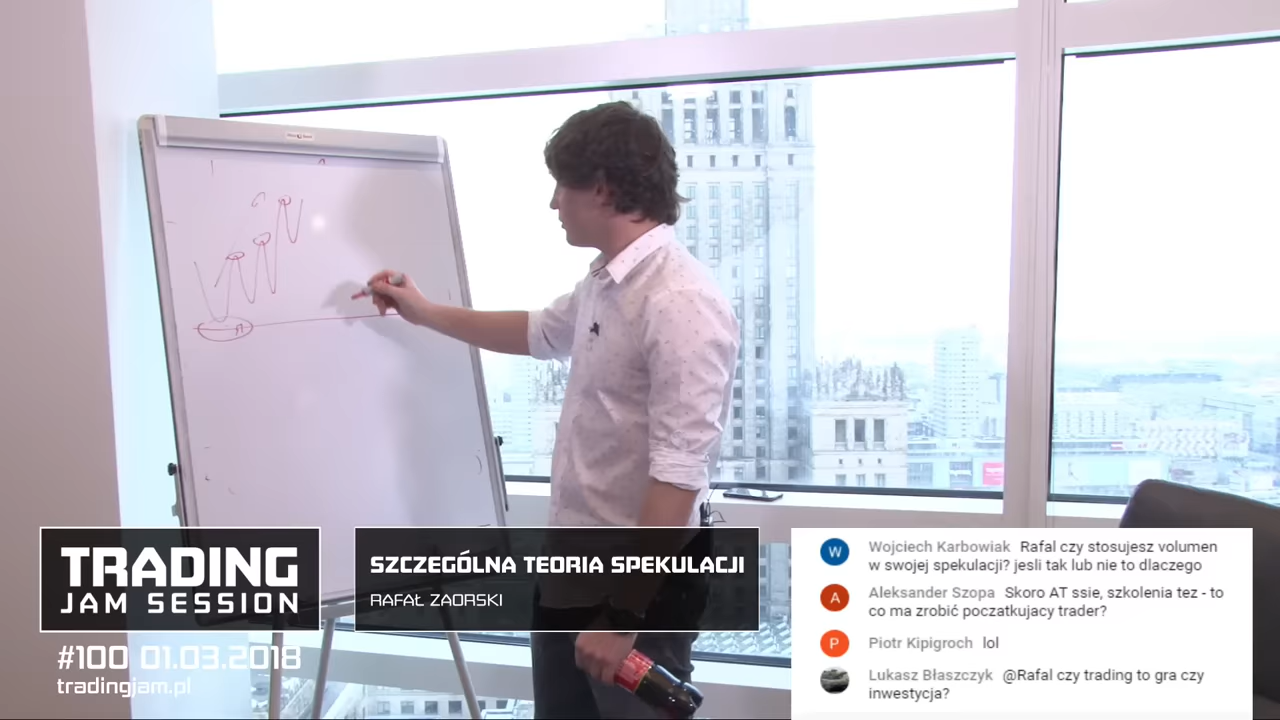 TRADING
JAM SESSION
#100 01.03.2018
tradingjam.pl
SZCZEGÓLNA TEORIA SPEKULACJI
RAFAŁ ZAORSKI
W Wojciech Karbowiak Rafal czy stosujesz volumen
w swojej spekulacji? jesli tak lub nie to dlaczego
A Aleksander Szopa Skoro AT ssie, szkolenia tez - to
co ma zrobić poczatkujacy trader?
P Piotr Kipigroch lol
Lukasz Błaszczyk @Rafal czy trading to gra czy
inwestycja?